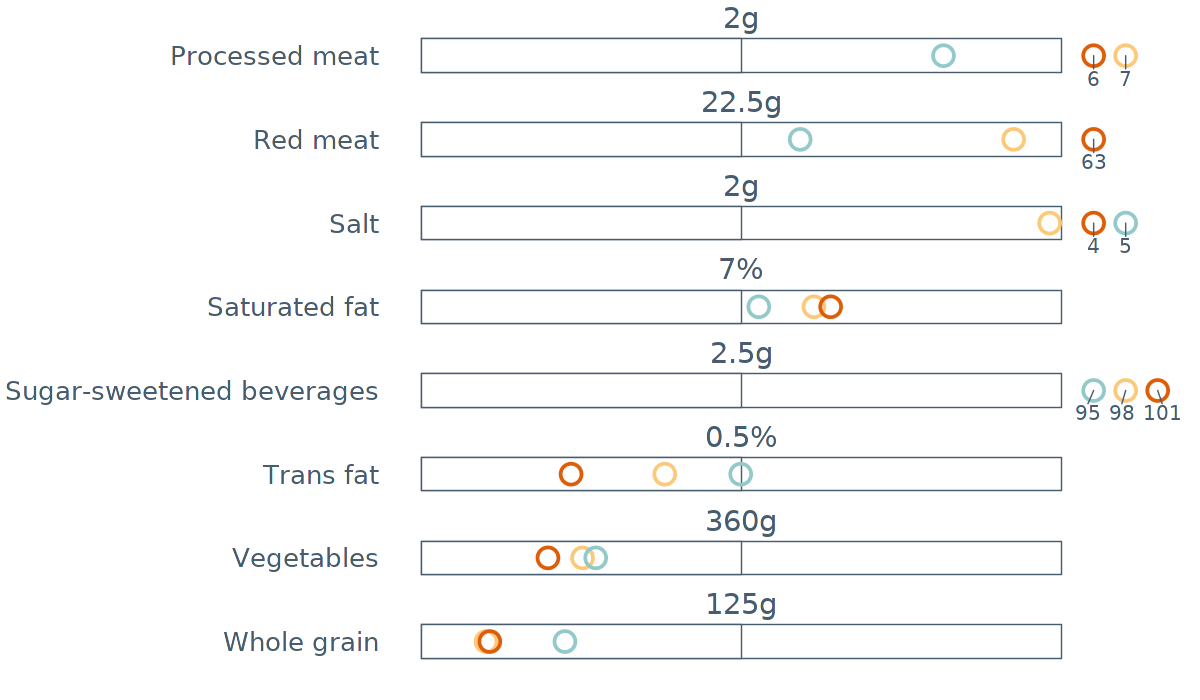 2g
Processed meat
6 7
22.5g
Red meat
63
2g
Salt
4 5
7%
Saturated fat
2.5g
Sugar-sweetened beverages
95 98 101
0.5%
Trans fat
360g
Vegetables
125g
Whole grain